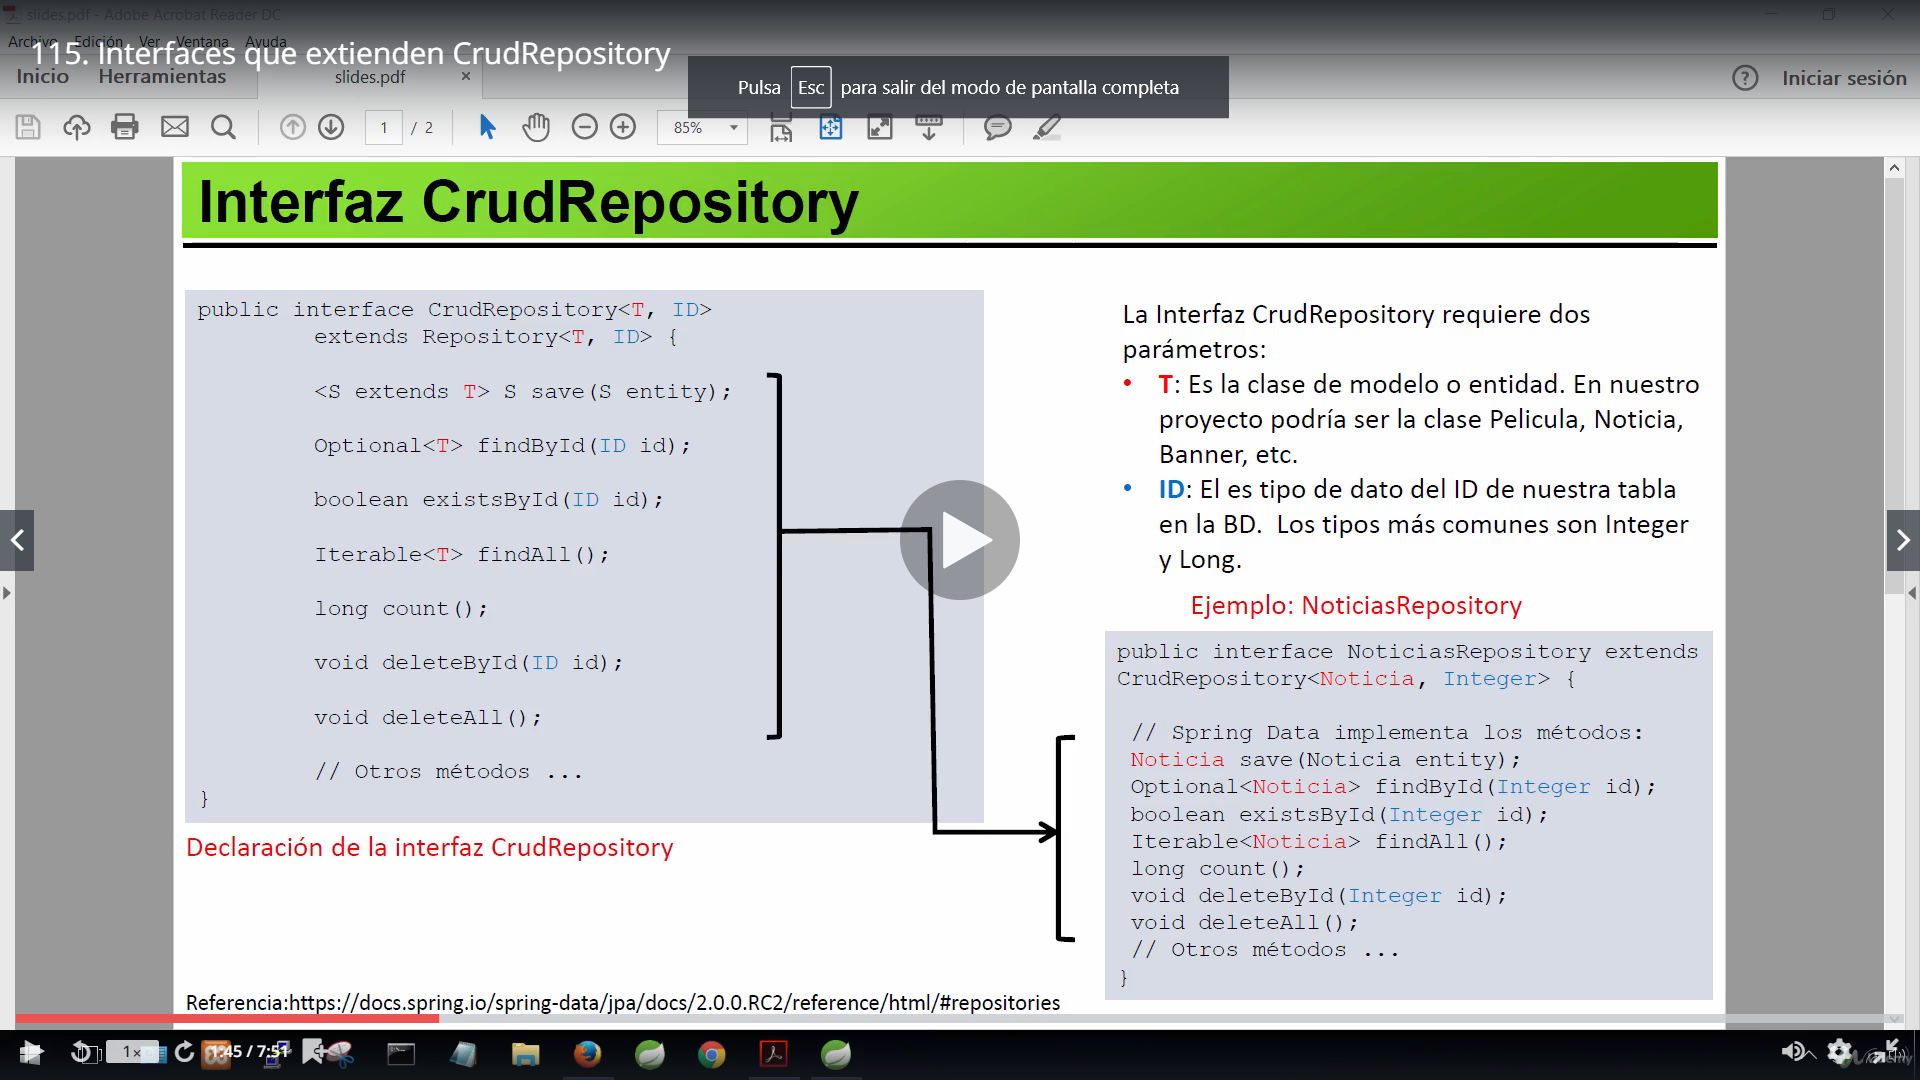 slides.pdf - Adobe Acrobat Reader DC
Archivo Edición Ver Ventana Ayuda
115. Interfaces que extienden CrudRepository
Inicio Herramientas slides.pdf × ? Iniciar sesión
Pulsa Esc para salir del modo de pantalla completa
1 / 2 85%
Interfaz CrudRepository
public interface CrudRepository<T, ID>
extends Repository<T, ID> {
<S extends T> S save(S entity);
Optional<T> findById(ID id);
boolean existsById(ID id);
Iterable<T> findAll();
long count();
void deleteById(ID id);
void deleteAll();
// Otros métodos ...
}
Declaración de la interfaz CrudRepository
La Interfaz CrudRepository requiere dos
parámetros:
• T: Es la clase de modelo o entidad. En nuestro
proyecto podría ser la clase Pelicula, Noticia,
Banner, etc.
• ID: El es tipo de dato del ID de nuestra tabla
en la BD. Los tipos más comunes son Integer
y Long.
Ejemplo: NoticiasRepository
public interface NoticiasRepository extends
CrudRepository<Noticia, Integer> {
// Spring Data implementa los métodos:
Noticia save(Noticia entity);
Optional<Noticia> findById(Integer id);
boolean existsById(Integer id);
Iterable<Noticia> findAll();
long count();
void deleteById(Integer id);
void deleteAll();
// Otros métodos ...
}
Referencia:https://docs.spring.io/spring-data/jpa/docs/2.0.0.RC2/reference/html/#repositories
1× 1:45 / 7:51